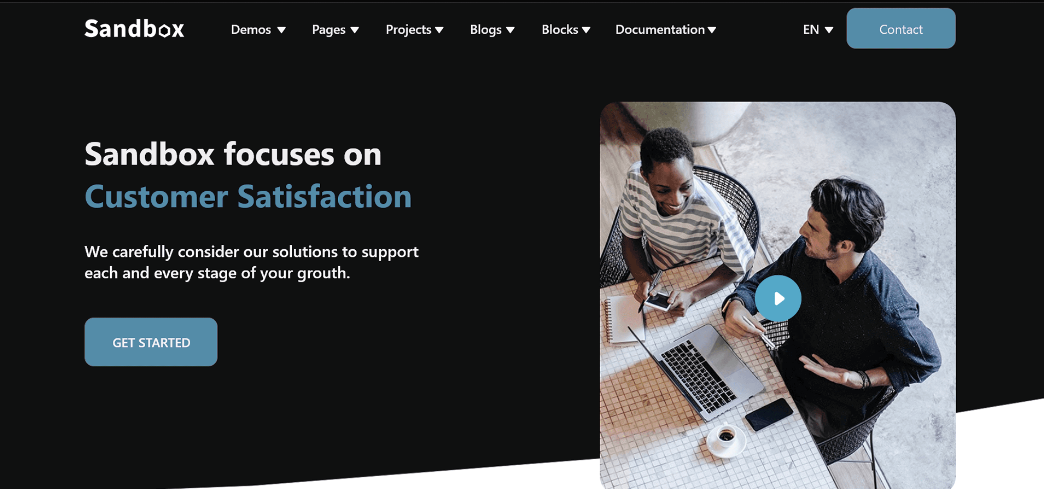 Sandbox
Demos
Pages
Projects
Blogs
Blocks
Documentation
EN
Contact
Sandbox focuses on
Customer Satisfaction
We carefully consider our solutions to support
each and every stage of your grouth.
GET STARTED